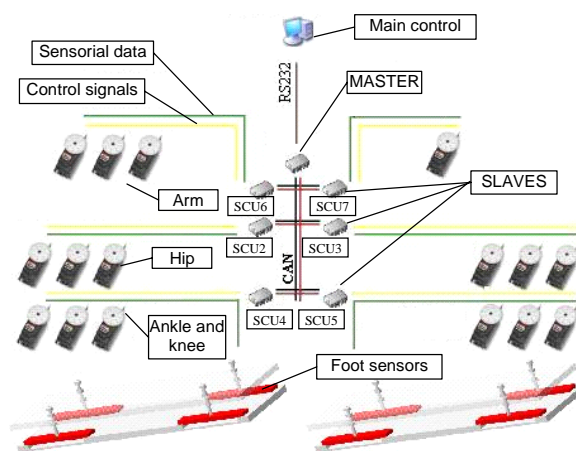 Main control
Sensorial data
RS232
Control signals
MASTER
Arm
SCU6
SCU7
SLAVES
SCU2
SCU3
Hip
CAN
SCU4
SCU5
Ankle and
knee
Foot sensors